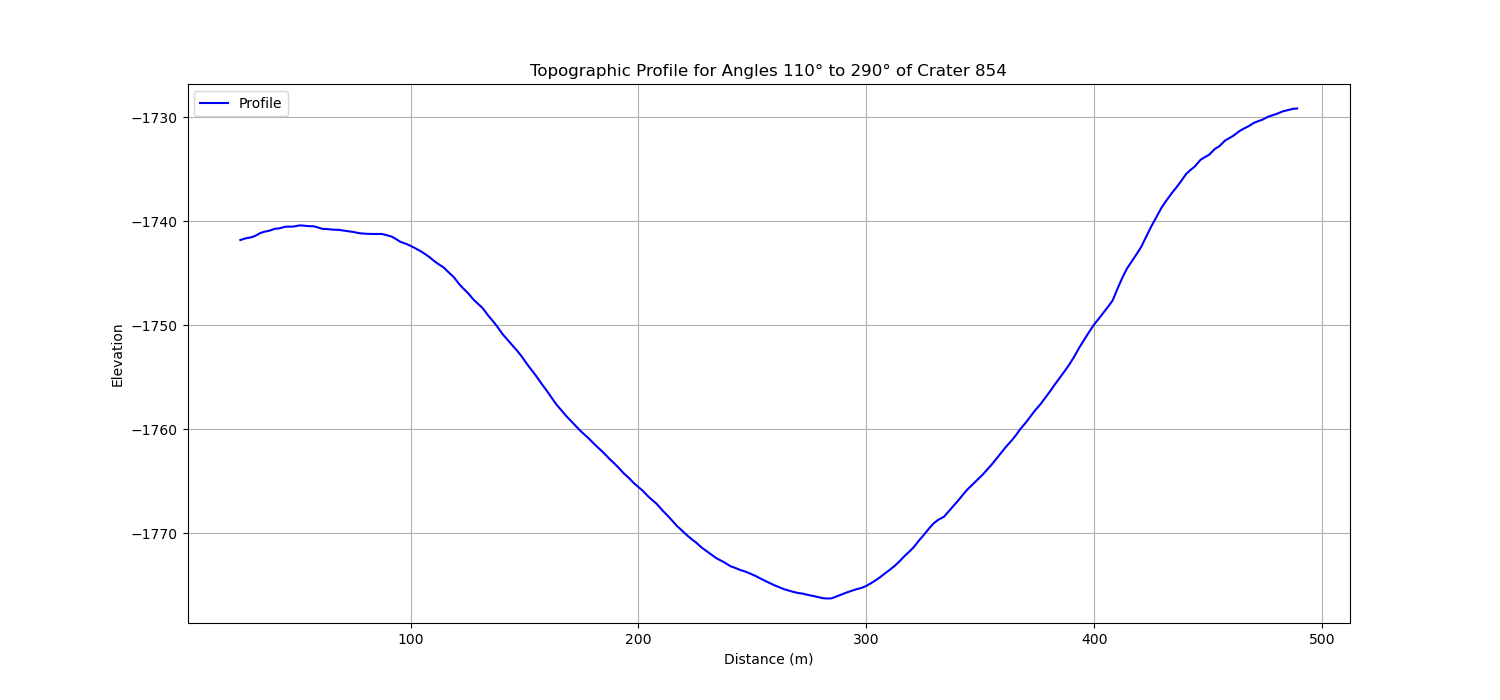 Topographic Profile for Angles 110° to 290° of Crater 854
Profile
−1730
−1740
−1750
−1760
−1770
Elevation
100
200
300
400
500
Distance (m)